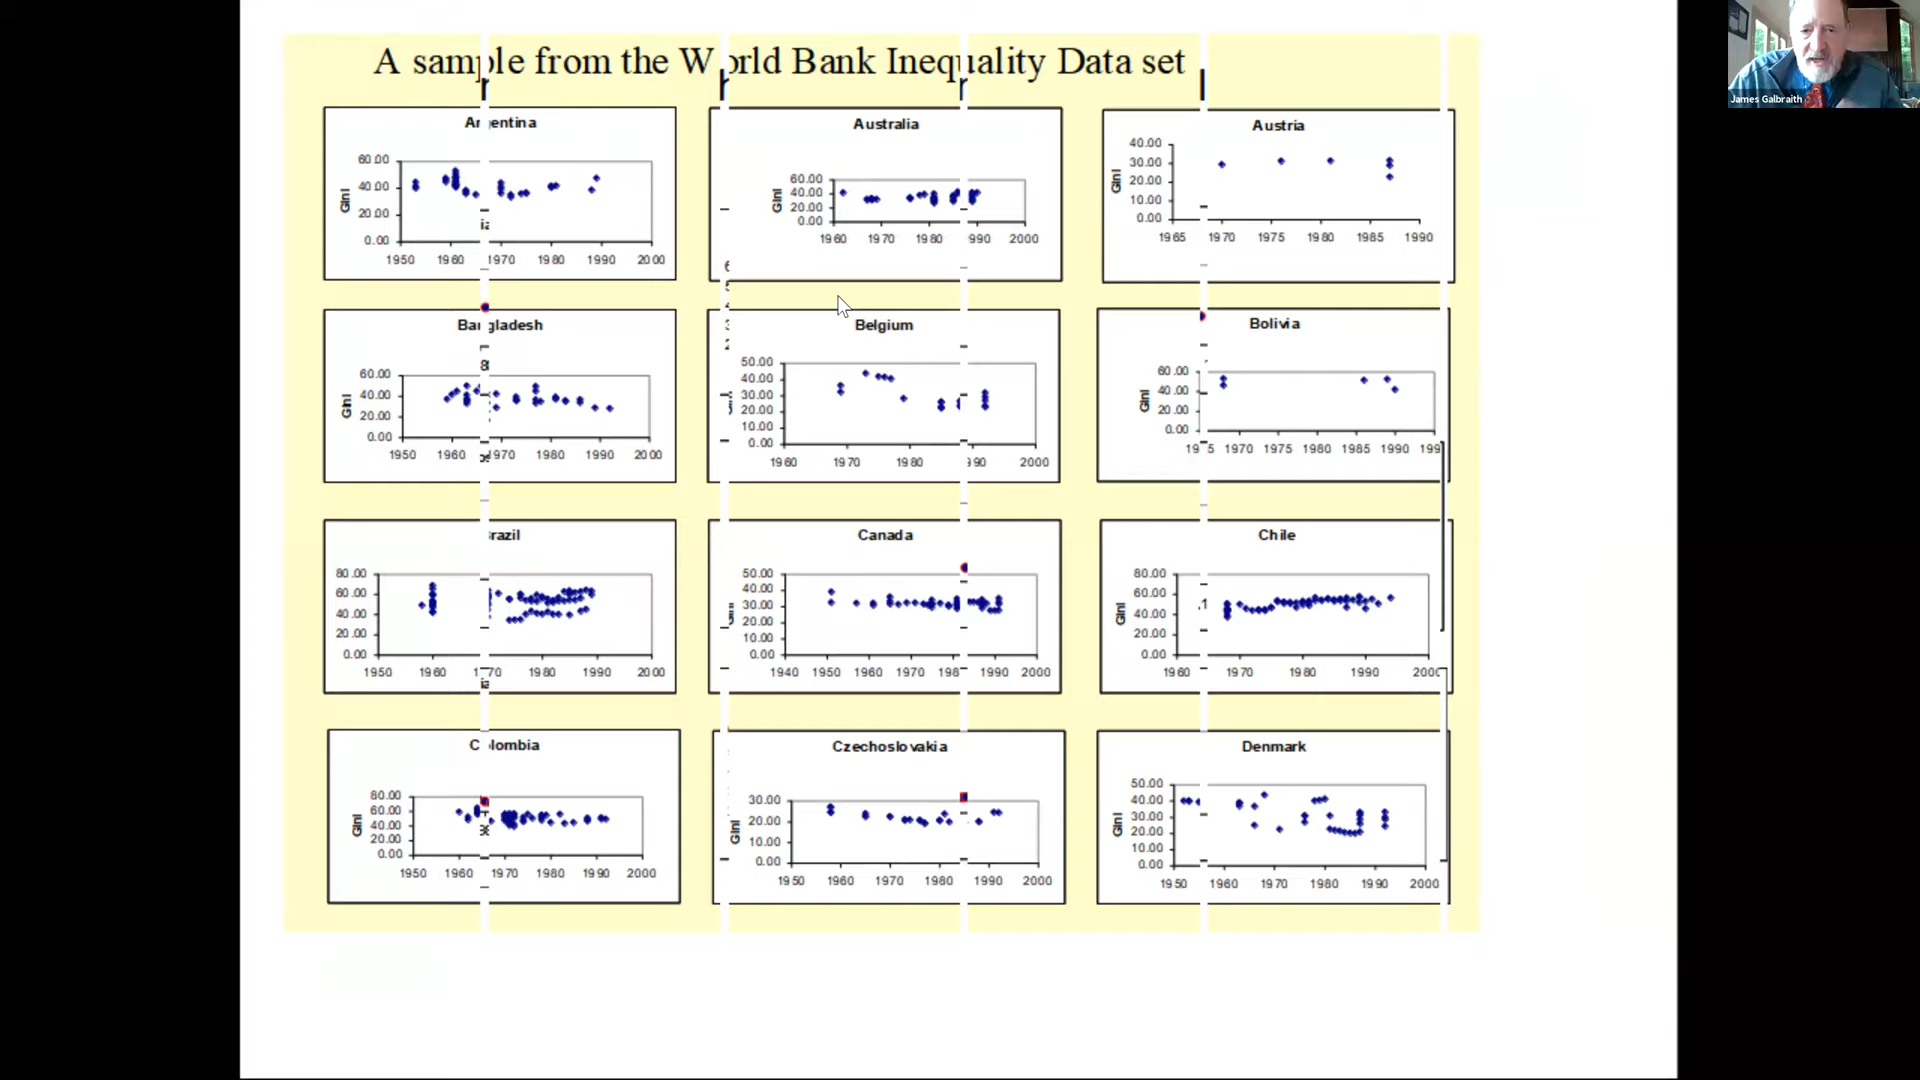 A sample from the World Bank Inequality Data set
James Galbraith
Argentina
60.00
40.00
20.00
0.00
Gini
1950 1960 1970 1980 1990 2000
Australia
60.00
40.00
20.00
0.00
Gini
1960 1970 1980 1990 2000
Austria
40.00
30.00
20.00
10.00
0.00
Gini
1965 1970 1975 1980 1985 1990
Bangladesh
60.00
40.00
20.00
0.00
Gini
1950 1960 1970 1980 1990 2000
Belgium
50.00
40.00
30.00
20.00
10.00
0.00
1960 1970 1980 1990 2000
Bolivia
60.00
40.00
20.00
0.00
Gini
1970 1975 1980 1985 1990
Brazil
80.00
60.00
40.00
20.00
0.00
Gini
1950 1960 1970 1980 1990 2000
Canada
50.00
40.00
30.00
20.00
10.00
0.00
1940 1950 1960 1970 1980 1990 2000
Chile
80.00
60.00
40.00
20.00
0.00
Gini
1960 1970 1980 1990 2000
Colombia
80.00
60.00
40.00
20.00
0.00
Gini
1950 1960 1970 1980 1990 2000
Czechoslovakia
30.00
20.00
10.00
0.00
Gini
1950 1960 1970 1980 1990 2000
Denmark
50.00
40.00
30.00
20.00
10.00
0.00
Gini
1950 1960 1970 1980 1990 2000